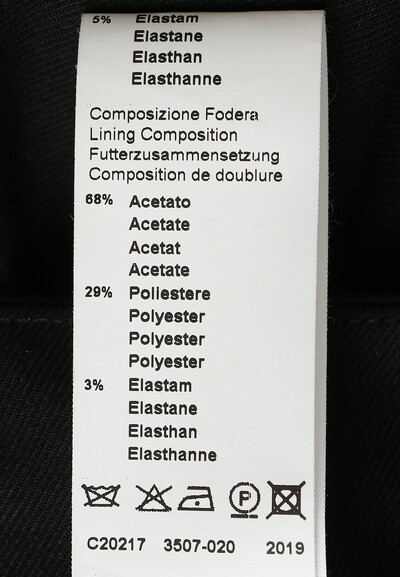 5% Elastam
Elastane
Elasthan
Elasthanne
Composizione Fodera
Lining Composition
Futterzusammensetzung
Composition de doublure
68% Acetato
Acetate
Acetat
Acetate
29% Poliestere
Polyester
Polyester
Polyester
3% Elastam
Elastane
Elasthan
Elasthanne
P
C20217 3507-020 2019